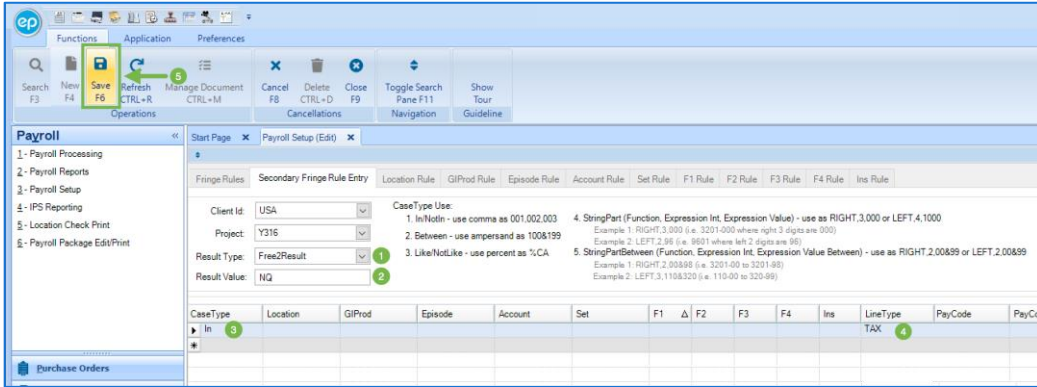 ep
Functions Application Preferences
Search F3
New F4
Save F6
Refresh CTRL+R
Manage Document CTRL+M
Cancel F8
Delete CTRL+D
Close F9
Toggle Search Pane F11
Show Tour
5
Operations Cancellations Navigation Guideline
Payroll «
Start Page Payroll Setup (Edit)
1 - Payroll Processing
2 - Payroll Reports
3 - Payroll Setup
4 - IPS Reporting
5 - Location Check Print
6 - Payroll Package Edit/Print
Purchase Orders
Fringe Rules Secondary Fringe Rule Entry Location Rule GIProd Rule Episode Rule Account Rule Set Rule F1 Rule F2 Rule F3 Rule F4 Rule Ins Rule
Client Id: USA
Project: Y316
Result Type: Free2Result 1
Result Value: NQ 2
CaseType Use:
1. In/NotIn - use comma as 001,002,003
2. Between - use ampersand as 100&199
3. Like/NotLike - use percent as %CA
4. StringPart (Function, Expression Int, Expression Value) - use as RIGHT,3,000 or LEFT,4,1000
Example 1: RIGHT,3,000 (i.e. 3201-000 where right 3 digits are 000)
Example 2: LEFT,2,96 (i.e. 9601 where left 2 digits are 96)
5. StringPartBetween (Function, Expression Int, Expression Value Between) - use as RIGHT,2,00&99 or LEFT,2,00&99
Example 1: RIGHT,2,00&98 (i.e. 3201-00 to 3201-98)
Example 2: LEFT,3,110&320 (i.e. 110-00 to 320-99)
CaseType Location GIProd Episode Account Set F1 F2 F3 F4 Ins LineType PayCode PayCo
In 3 TAX 4